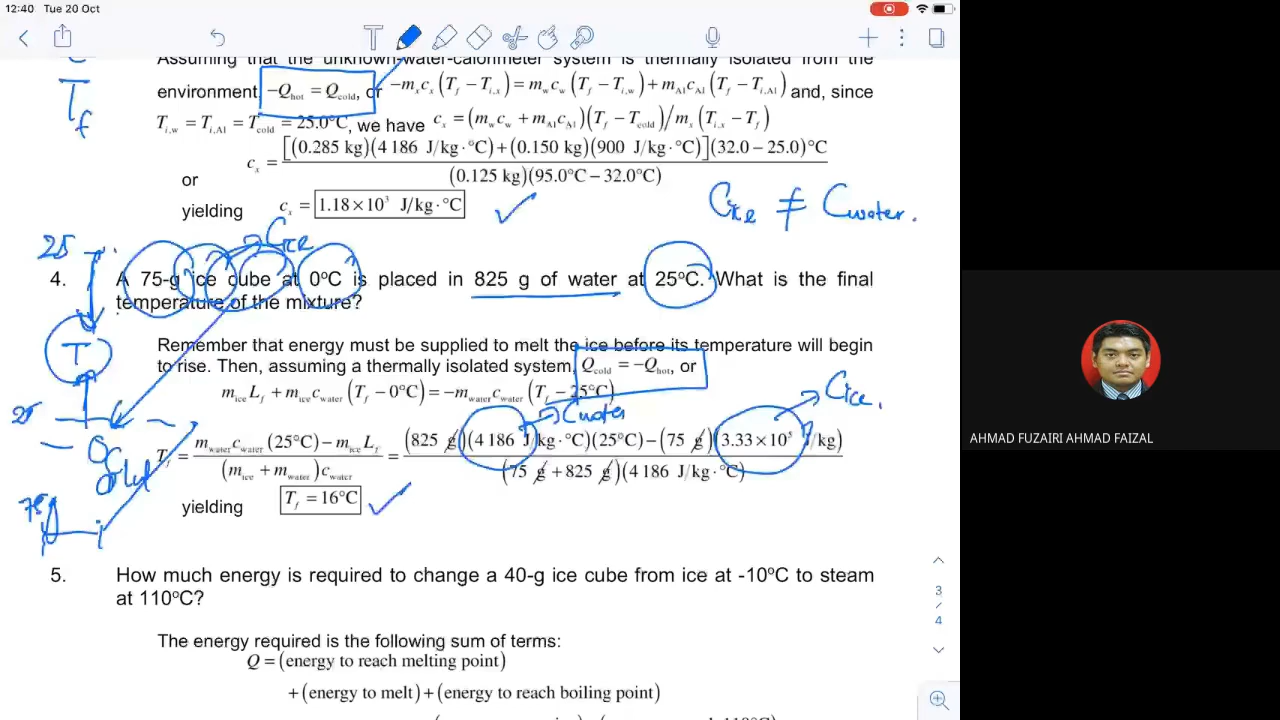 12:40 Tue 20 Oct
Assuming that the unknown-water-calorimeter system is thermally isolated from the
environment, −Q_hot = Q_cold, or −m_x c_x (T_f − T_i,x) = m_w c_w (T_f − T_i,w) + m_Al c_Al (T_f − T_i,Al) and, since
T_i,w = T_i,Al = T_cold = 25.0°C, we have c_x = (m_w c_w + m_Al c_Al)(T_f − T_cold)/m_x (T_i,x − T_f)
or c_x = [(0.285 kg)(4 186 J/kg·°C)+(0.150 kg)(900 J/kg·°C)](32.0−25.0)°C / (0.125 kg)(95.0°C−32.0°C)
yielding c_x = 1.18×10³ J/kg·°C
T_f
C_ice ≠ C_water.
25
C_ICE
4. A 75-g ice cube at 0°C is placed in 825 g of water at 25°C. What is the final
temperature of the mixture?
T
Remember that energy must be supplied to melt the ice before its temperature will begin
to rise. Then, assuming a thermally isolated system, Q_cold = −Q_hot, or
m_ice L_f + m_ice c_water (T_f − 0°C) = −m_water c_water (T_f − 25°C)
C_water
C_ice.
T_f = m_water c_water (25°C) − m_ice L_f / (m_ice + m_water) c_water = (825 g)(4 186 J/kg·°C)(25°C) − (75 g)(3.33×10⁵ J/kg) / (75 g + 825 g)(4 186 J/kg·°C)
yielding T_f = 16°C
5. How much energy is required to change a 40-g ice cube from ice at -10°C to steam
at 110°C?
The energy required is the following sum of terms:
Q = (energy to reach melting point)
+(energy to melt)+(energy to reach boiling point)
3
/
4
AHMAD FUZAIRI AHMAD FAIZAL